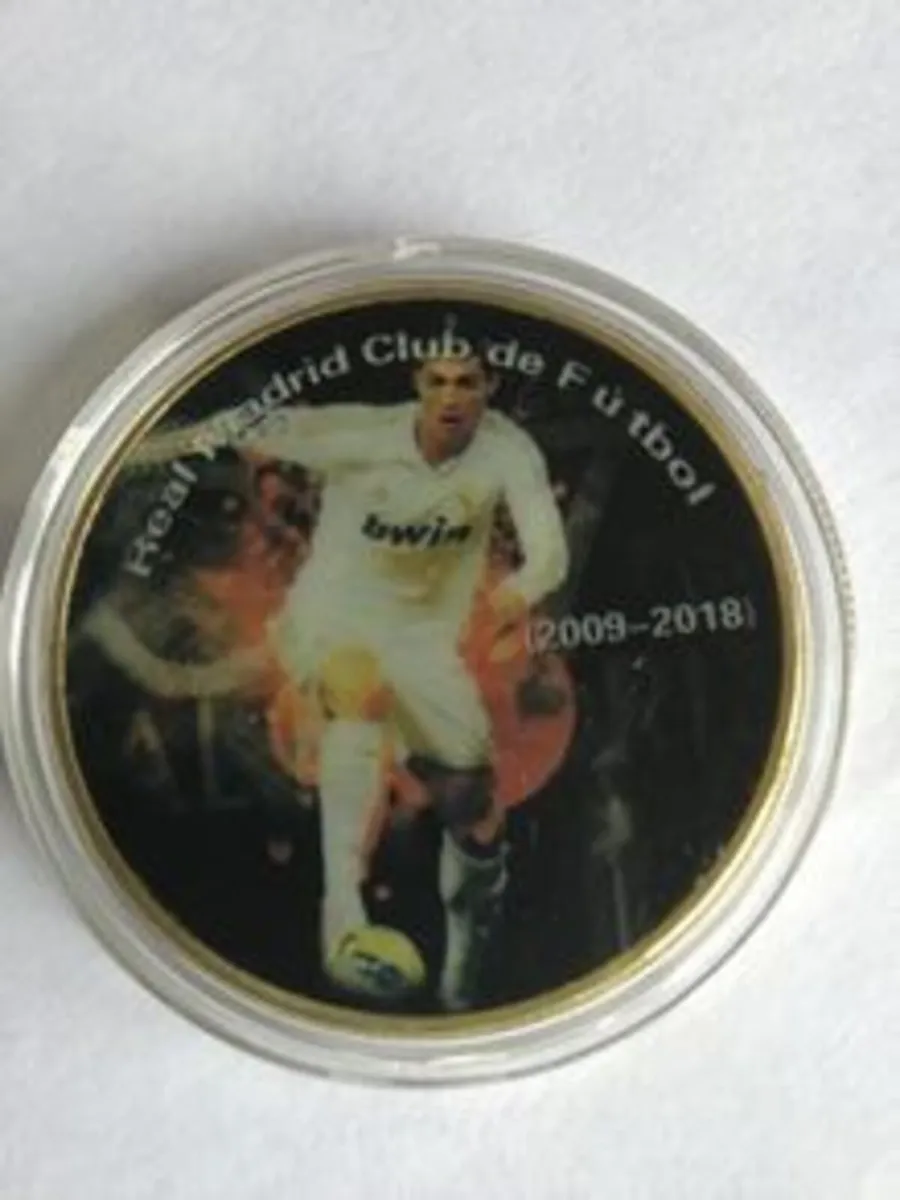 Real Madrid Club de Fútbol
bwin
(2009-2018)